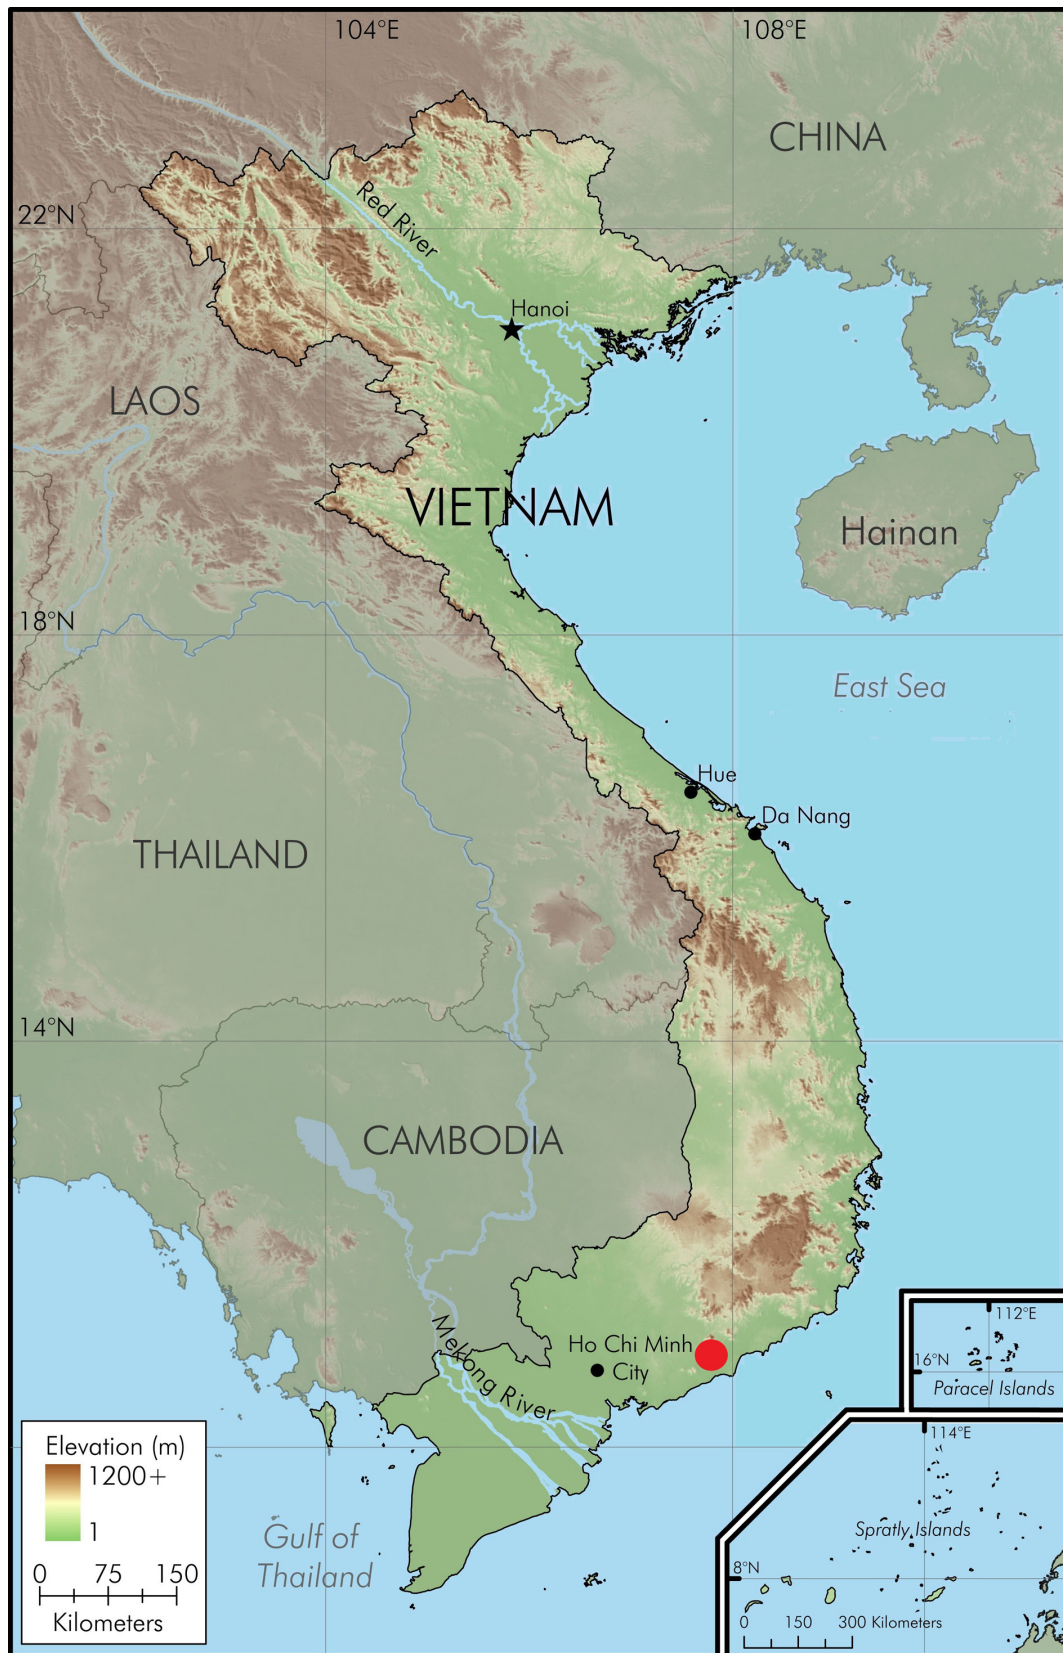 104°E
108°E
CHINA
22°N
Red River
Hanoi
LAOS
VIETNAM
Hainan
18°N
East Sea
Hue
Da Nang
THAILAND
14°N
CAMBODIA
112°E
Ho Chi Minh
City
16°N
Paracel Islands
Mekong River
114°E
Elevation (m)
1200+
1
0 75 150
Kilometers
Gulf of
Thailand
Spratly Islands
8°N
0 150 300 Kilometers